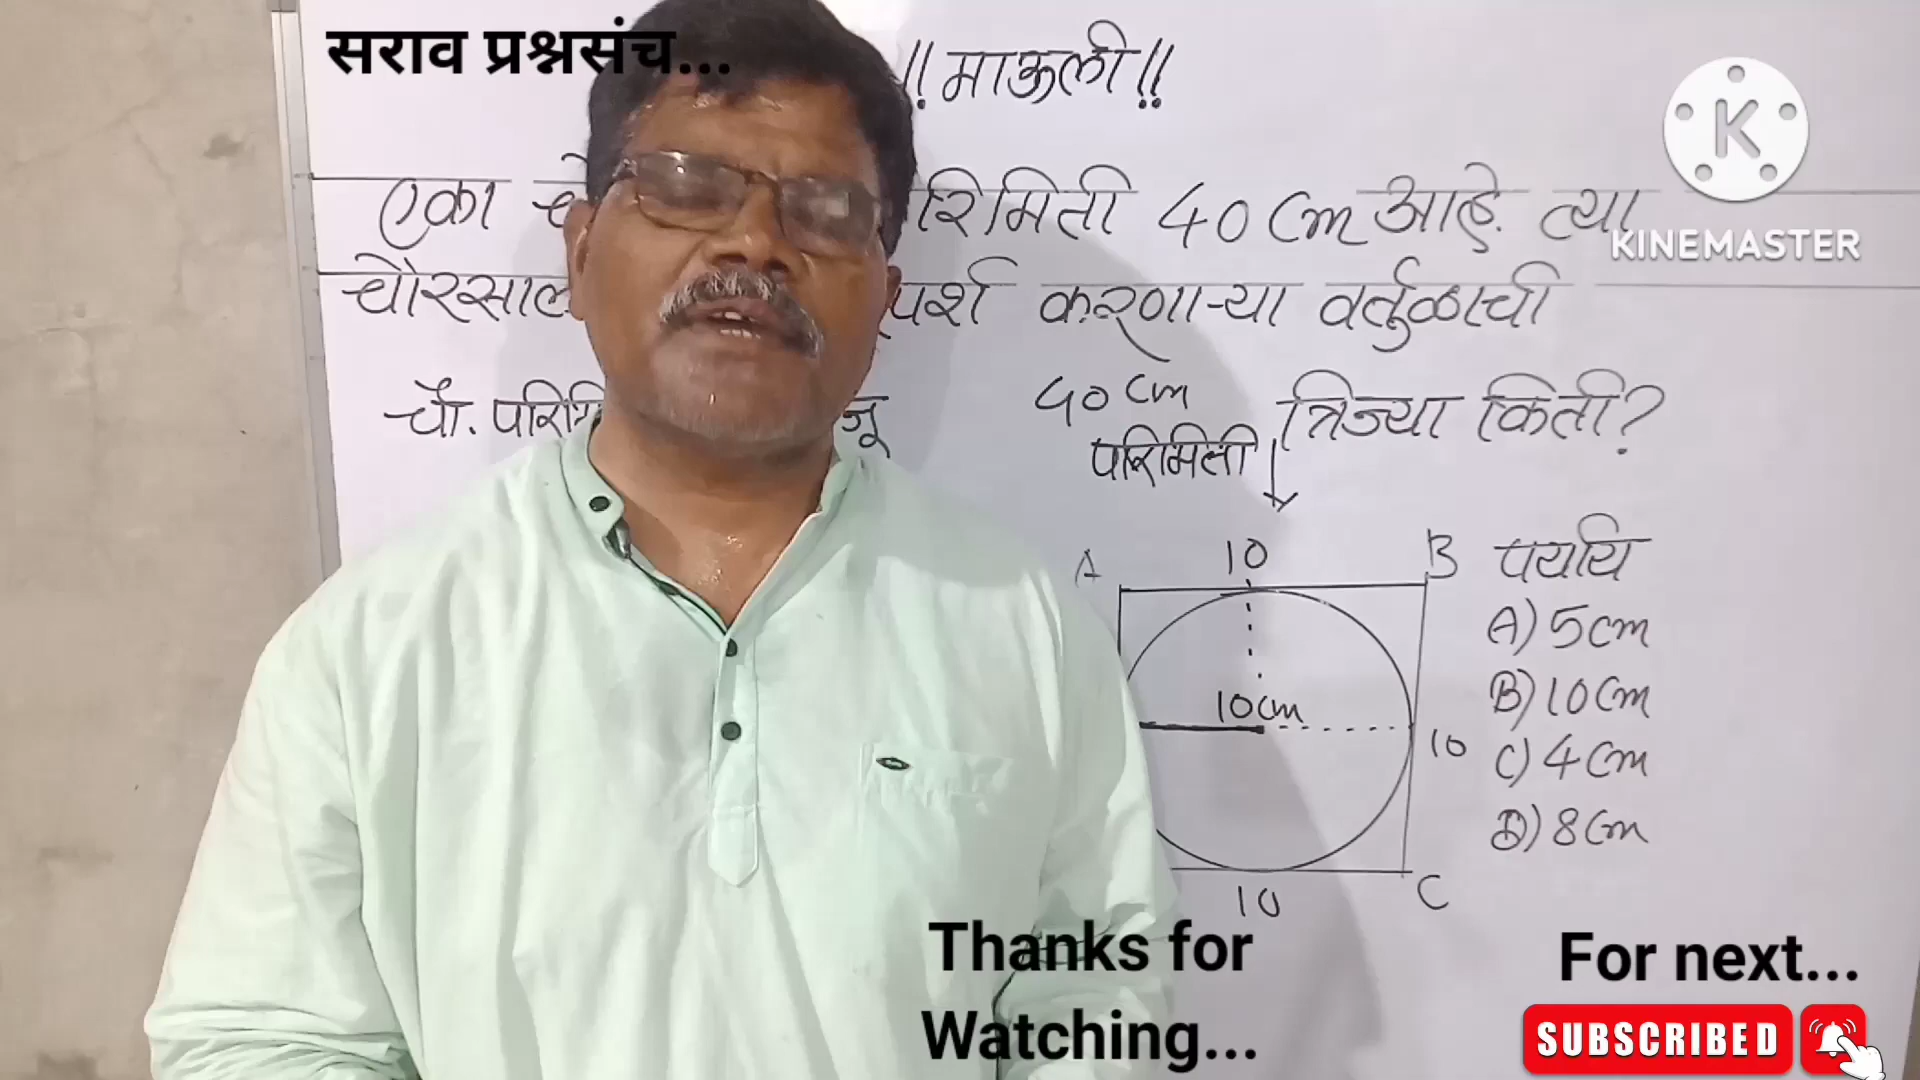 सराव प्रश्नसंच...
!! माऊली !!
KINEMASTER
एका परिमिती 40 cm आहे. त्या
चौरसाला स्पर्श करणाऱ्या वर्तुळाची
त्रिज्या किती?
चौ. परिमिती
40 cm
परिमिती
A
10
B
10cm
10
10
C
पर्याय
A) 5cm
B) 10cm
C) 4cm
D) 8cm
Thanks for
Watching...
For next...
SUBSCRIBED